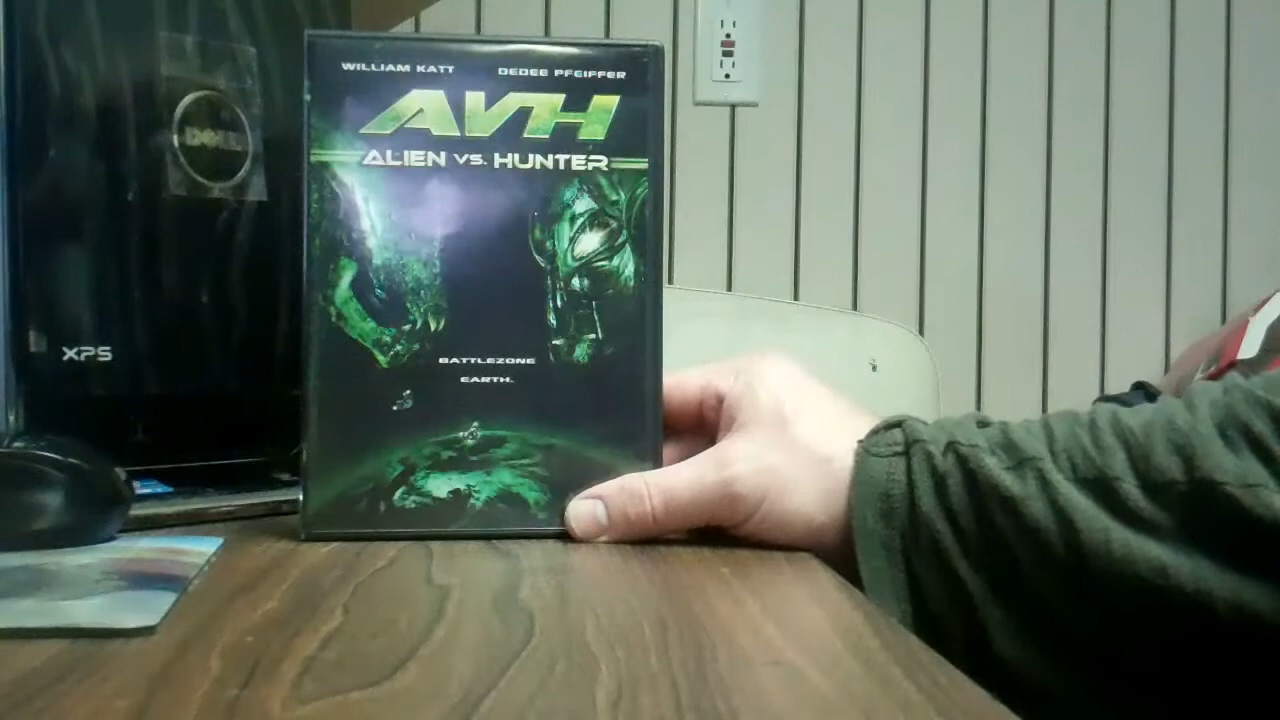 WILLIAM KATT DEDEE PFEIFFER
AVH
ALIEN VS. HUNTER
BATTLEZONE
EARTH.
DELL
XPS